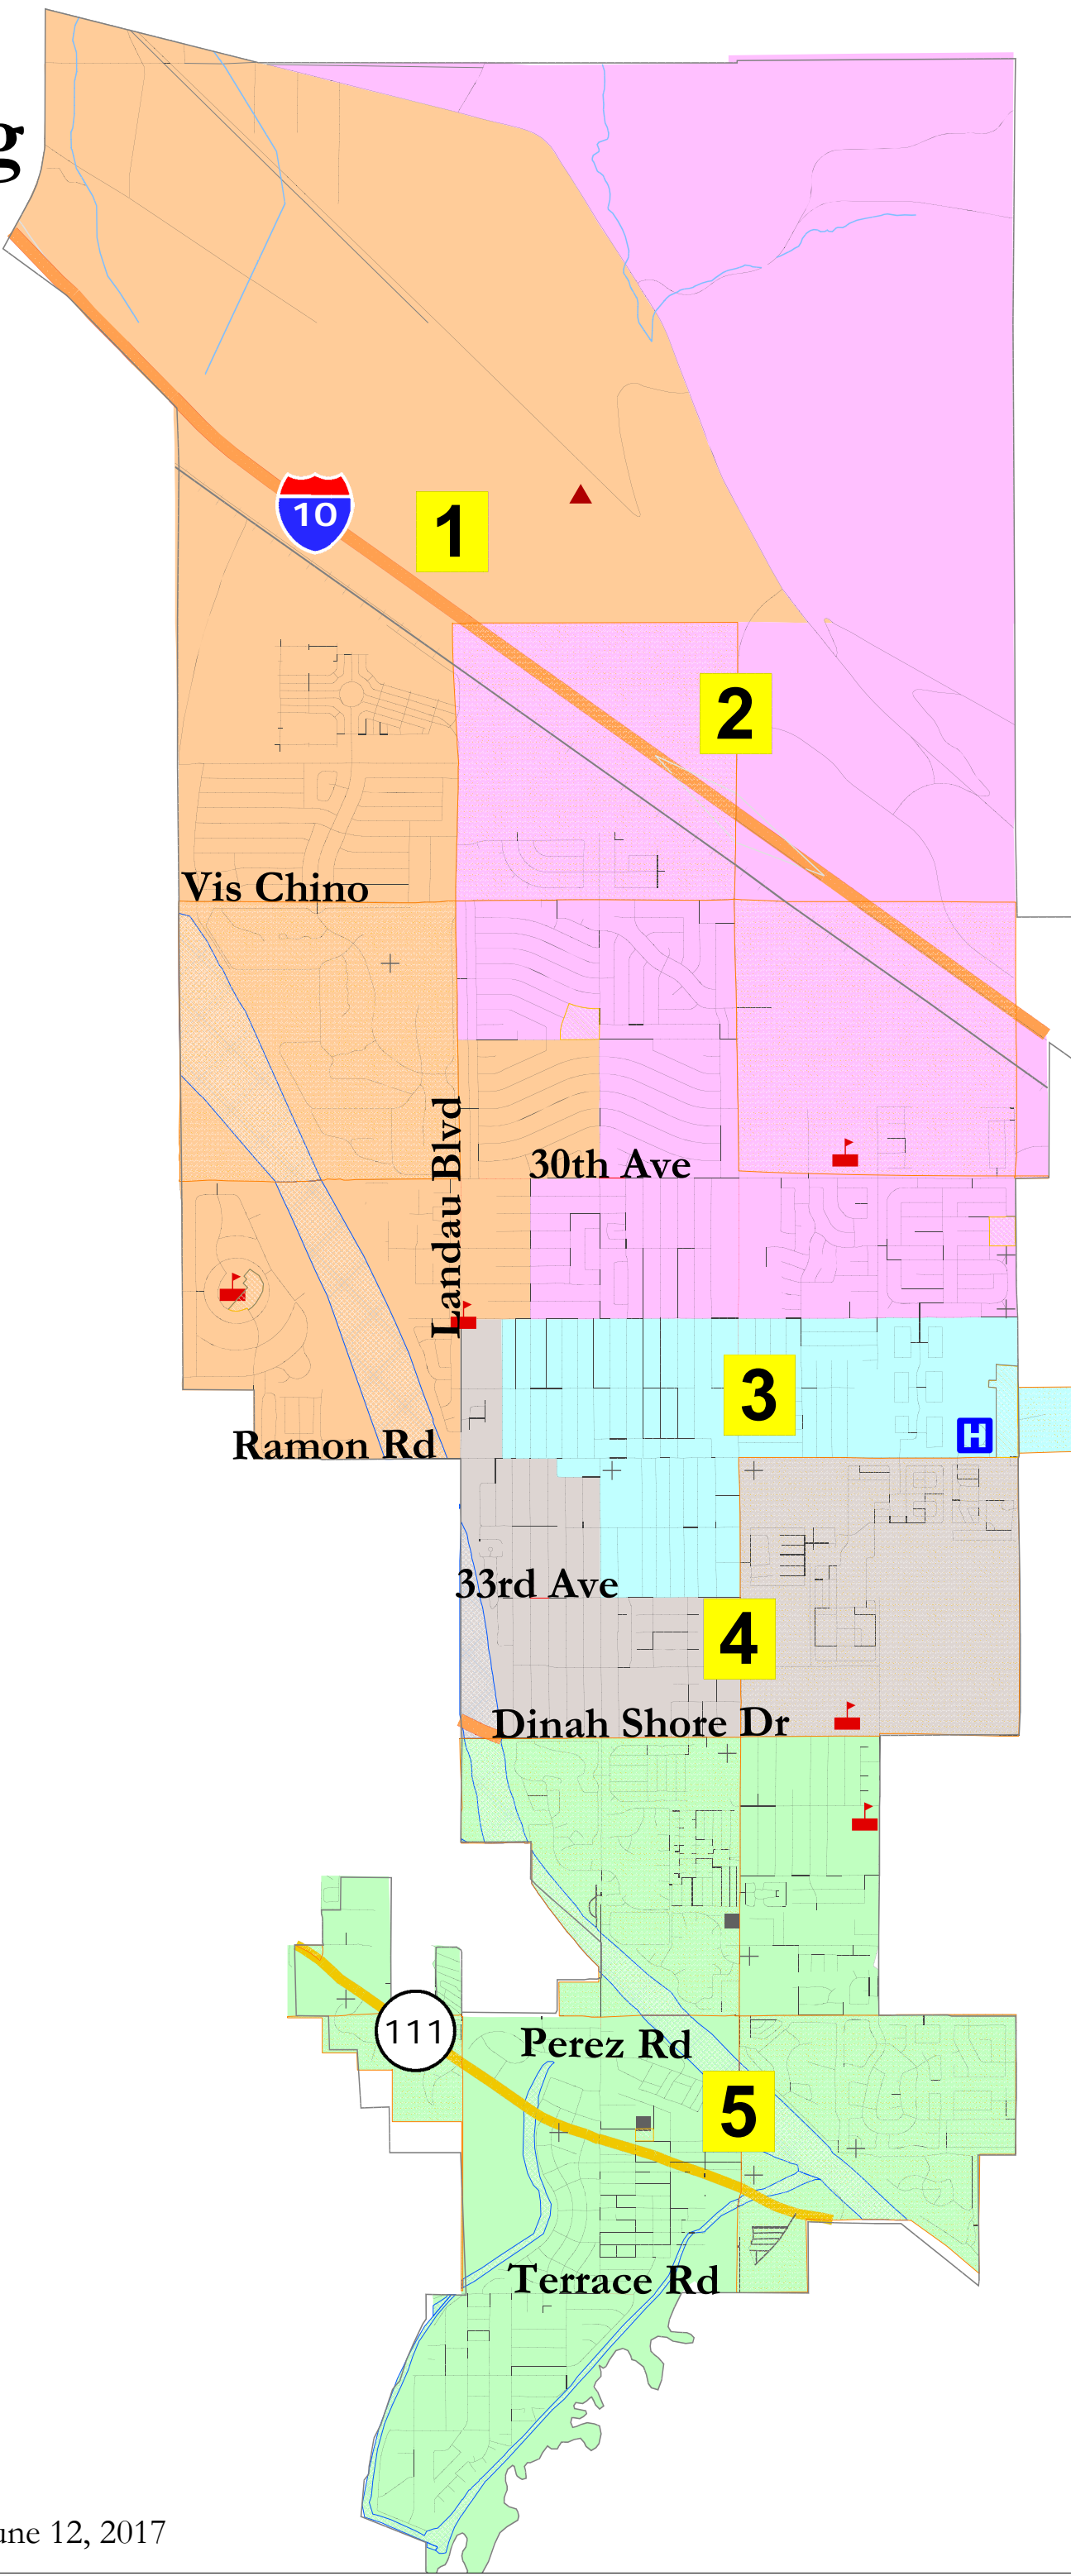 g
10
1
2
Vis Chino
Landau Blvd
30th Ave
3
H
Ramon Rd
33rd Ave
4
Dinah Shore Dr
111
Perez Rd
5
Terrace Rd
une 12, 2017